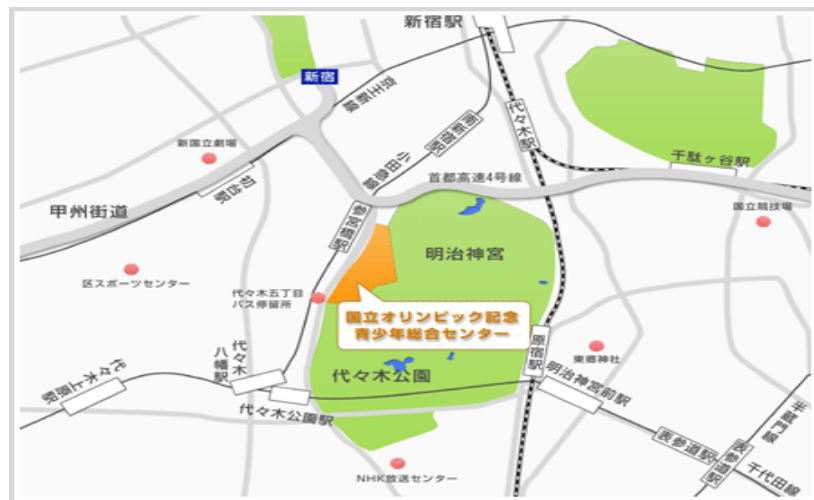 新宿駅
新宿
京王新線
南新宿駅
代々木駅
新国立劇場
小田急線
千駄ヶ谷駅
初台駅
首都高速4号線
甲州街道
参宮橋駅
国立競技場
明治神宮
区スポーツセンター
代々木五丁目
バス停留所
国立オリンピック記念
青少年総合センター
原宿駅
東郷神社
代々木
八幡駅
代々木上原駅
代々木公園
明治神宮前駅
代々木公園駅
半蔵門線
表参道駅
表参道駅
千代田線
NHK放送センター